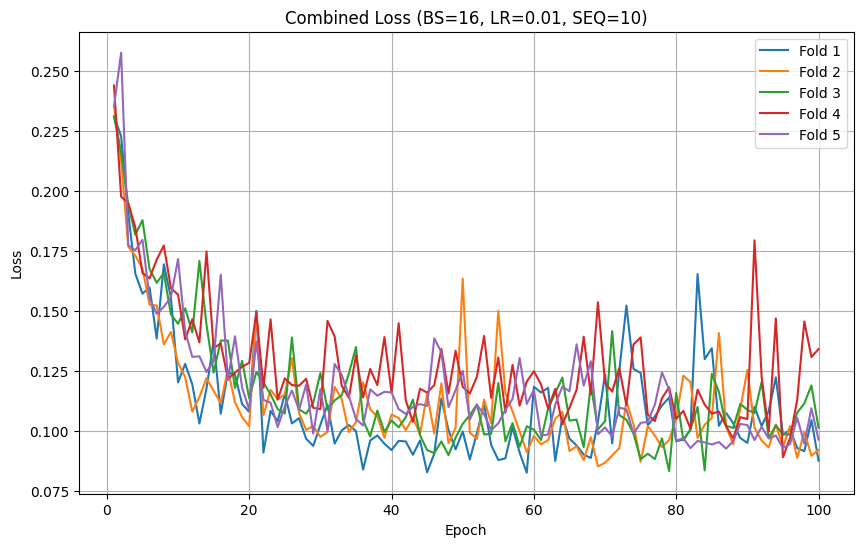 Combined Loss (BS=16, LR=0.01, SEQ=10)
Fold 1
Fold 2
Fold 3
Fold 4
Fold 5
Loss
0.250
0.225
0.200
0.175
0.150
0.125
0.100
0.075
0
20
40
60
80
100
Epoch